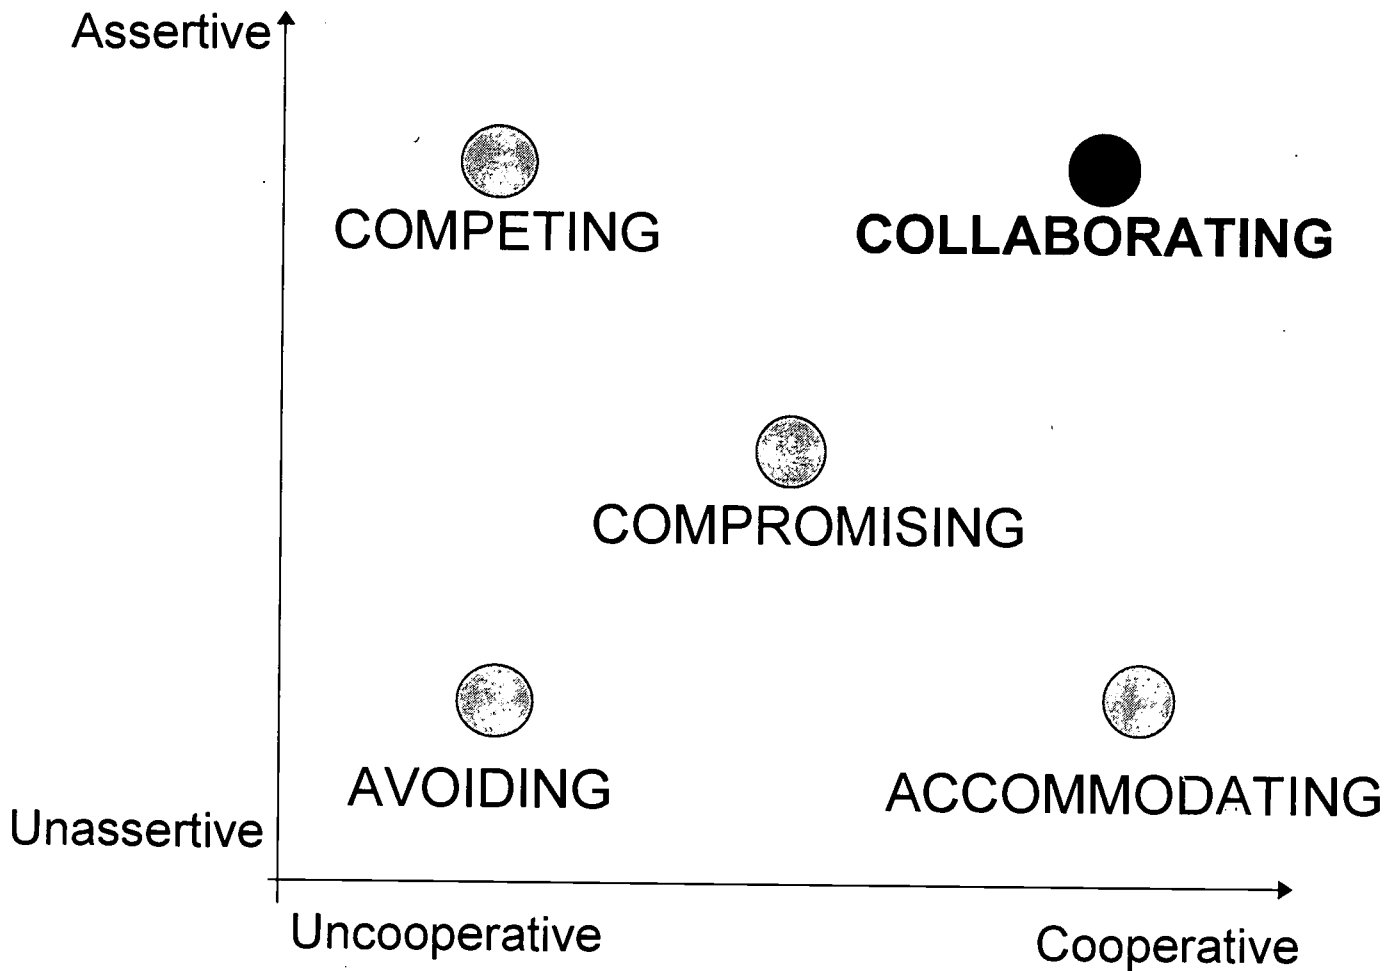 Assertive
COMPETING
COLLABORATING
COMPROMISING
AVOIDING
ACCOMMODATING
Unassertive
Uncooperative
Cooperative